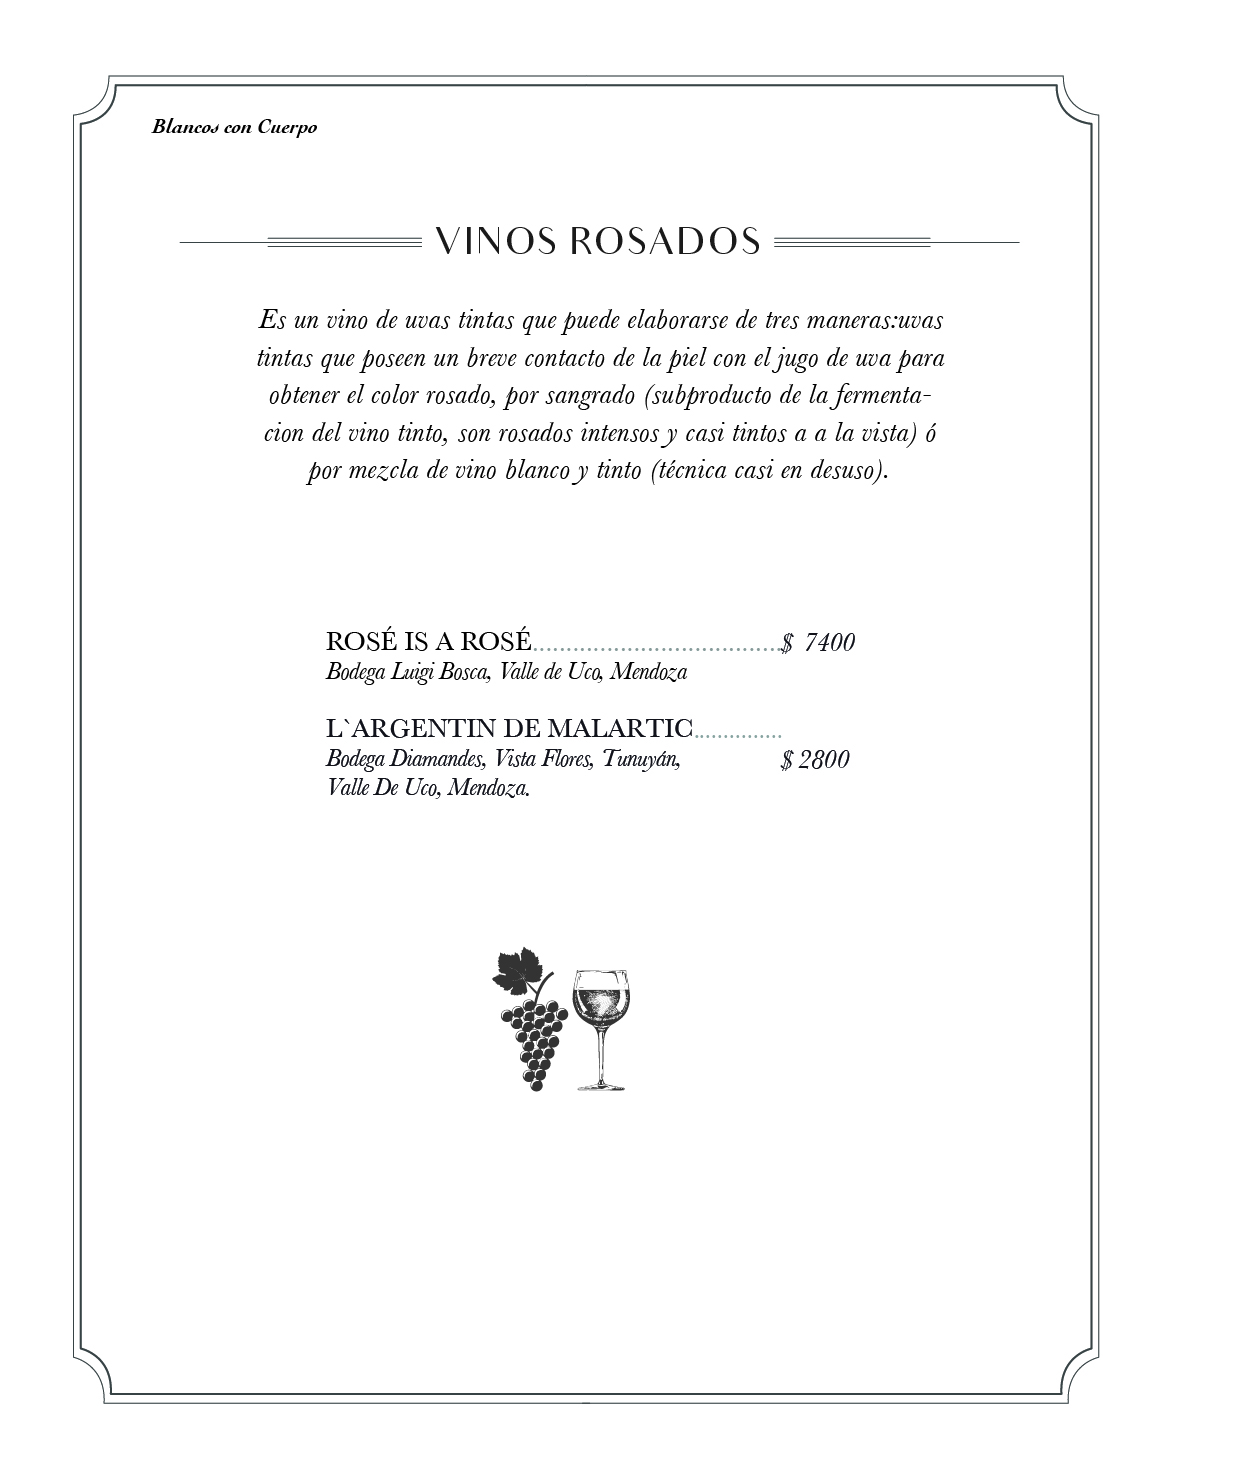 Blancos con Cuerpo
VINOS ROSADOS
Es un vino de uvas tintas que puede elaborarse de tres maneras:uvas
tintas que poseen un breve contacto de la piel con el jugo de uva para
obtener el color rosado, por sangrado (subproducto de la fermenta-
cion del vino tinto, son rosados intensos y casi tintos a a la vista) ó
por mezcla de vino blanco y tinto (técnica casi en desuso).
ROSÉ IS A ROSÉ.....................................$ 7400
Bodega Luigi Bosca, Valle de Uco, Mendoza
L`ARGENTIN DE MALARTIC..............
Bodega Diamandes, Vista Flores, Tunuyán, $ 2800
Valle De Uco, Mendoza.